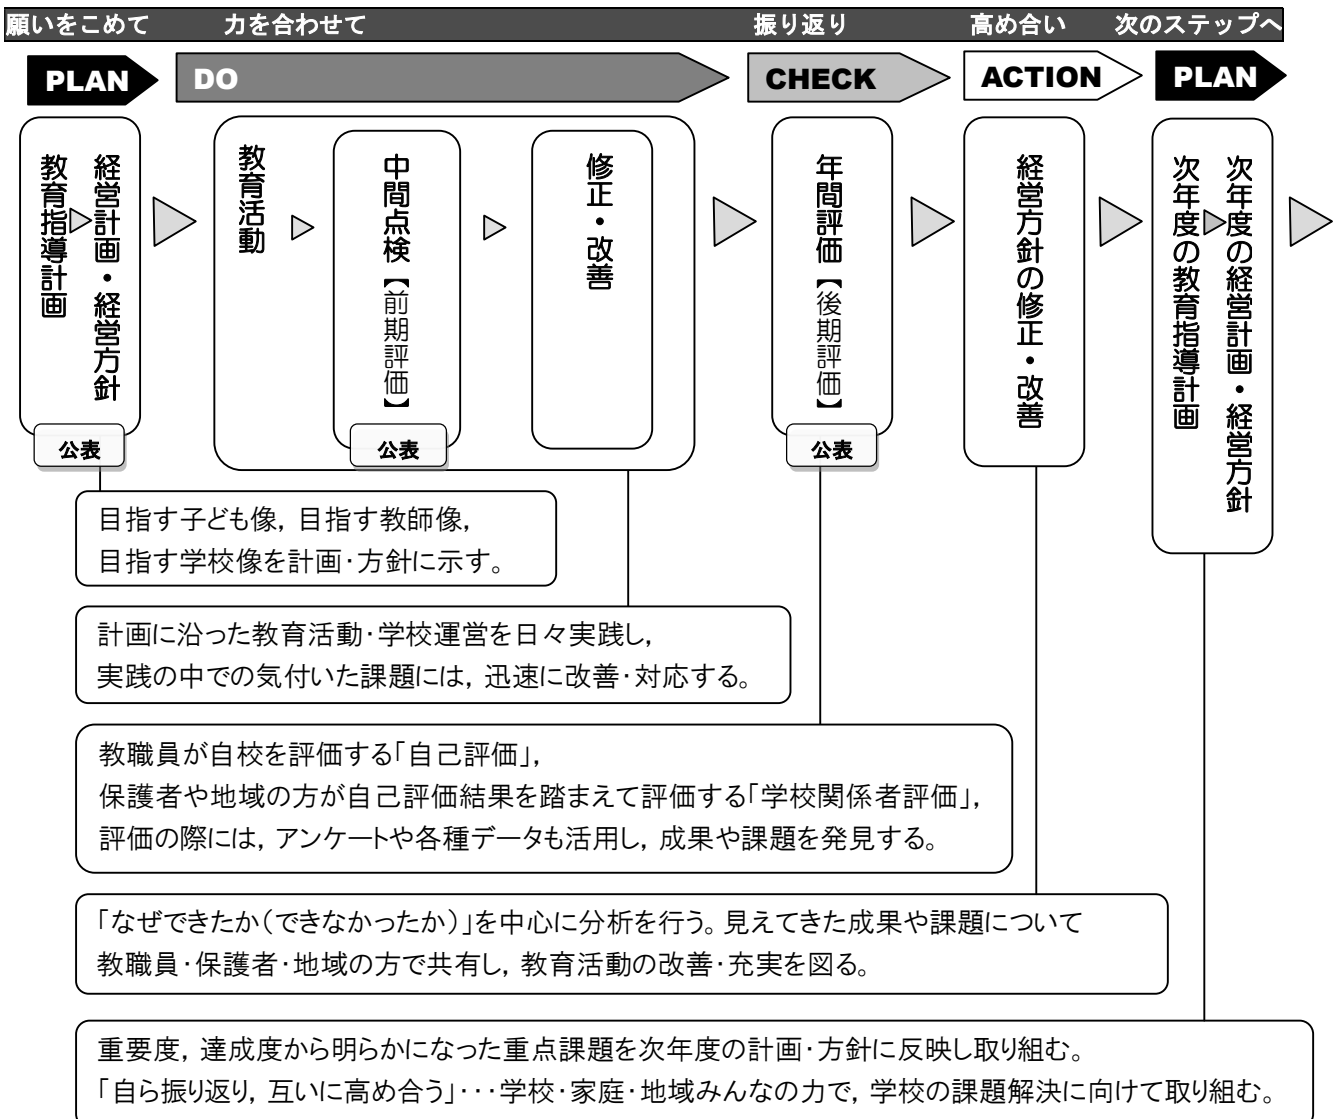 願いをこめて 力を合わせて 振り返り 高め合い 次のステップへ
PLAN DO CHECK ACTION PLAN
経営計画・経営方針
教育指導計画
公表
教育活動
中間点検【前期評価】
公表
修正・改善
年間評価【後期評価】
公表
経営方針の修正・改善
次年度の経営計画・経営方針
次年度の教育指導計画
目指す子ども像，目指す教師像，
目指す学校像を計画・方針に示す。
計画に沿った教育活動・学校運営を日々実践し，
実践の中での気付いた課題には，迅速に改善・対応する。
教職員が自校を評価する「自己評価」，
保護者や地域の方が自己評価結果を踏まえて評価する「学校関係者評価」，
評価の際には，アンケートや各種データも活用し，成果や課題を発見する。
「なぜできたか（できなかったか）」を中心に分析を行う。見えてきた成果や課題について
教職員・保護者・地域の方で共有し，教育活動の改善・充実を図る。
重要度，達成度から明らかになった重点課題を次年度の計画・方針に反映し取り組む。
「自ら振り返り，互いに高め合う」・・・学校・家庭・地域みんなの力で，学校の課題解決に向けて取り組む。